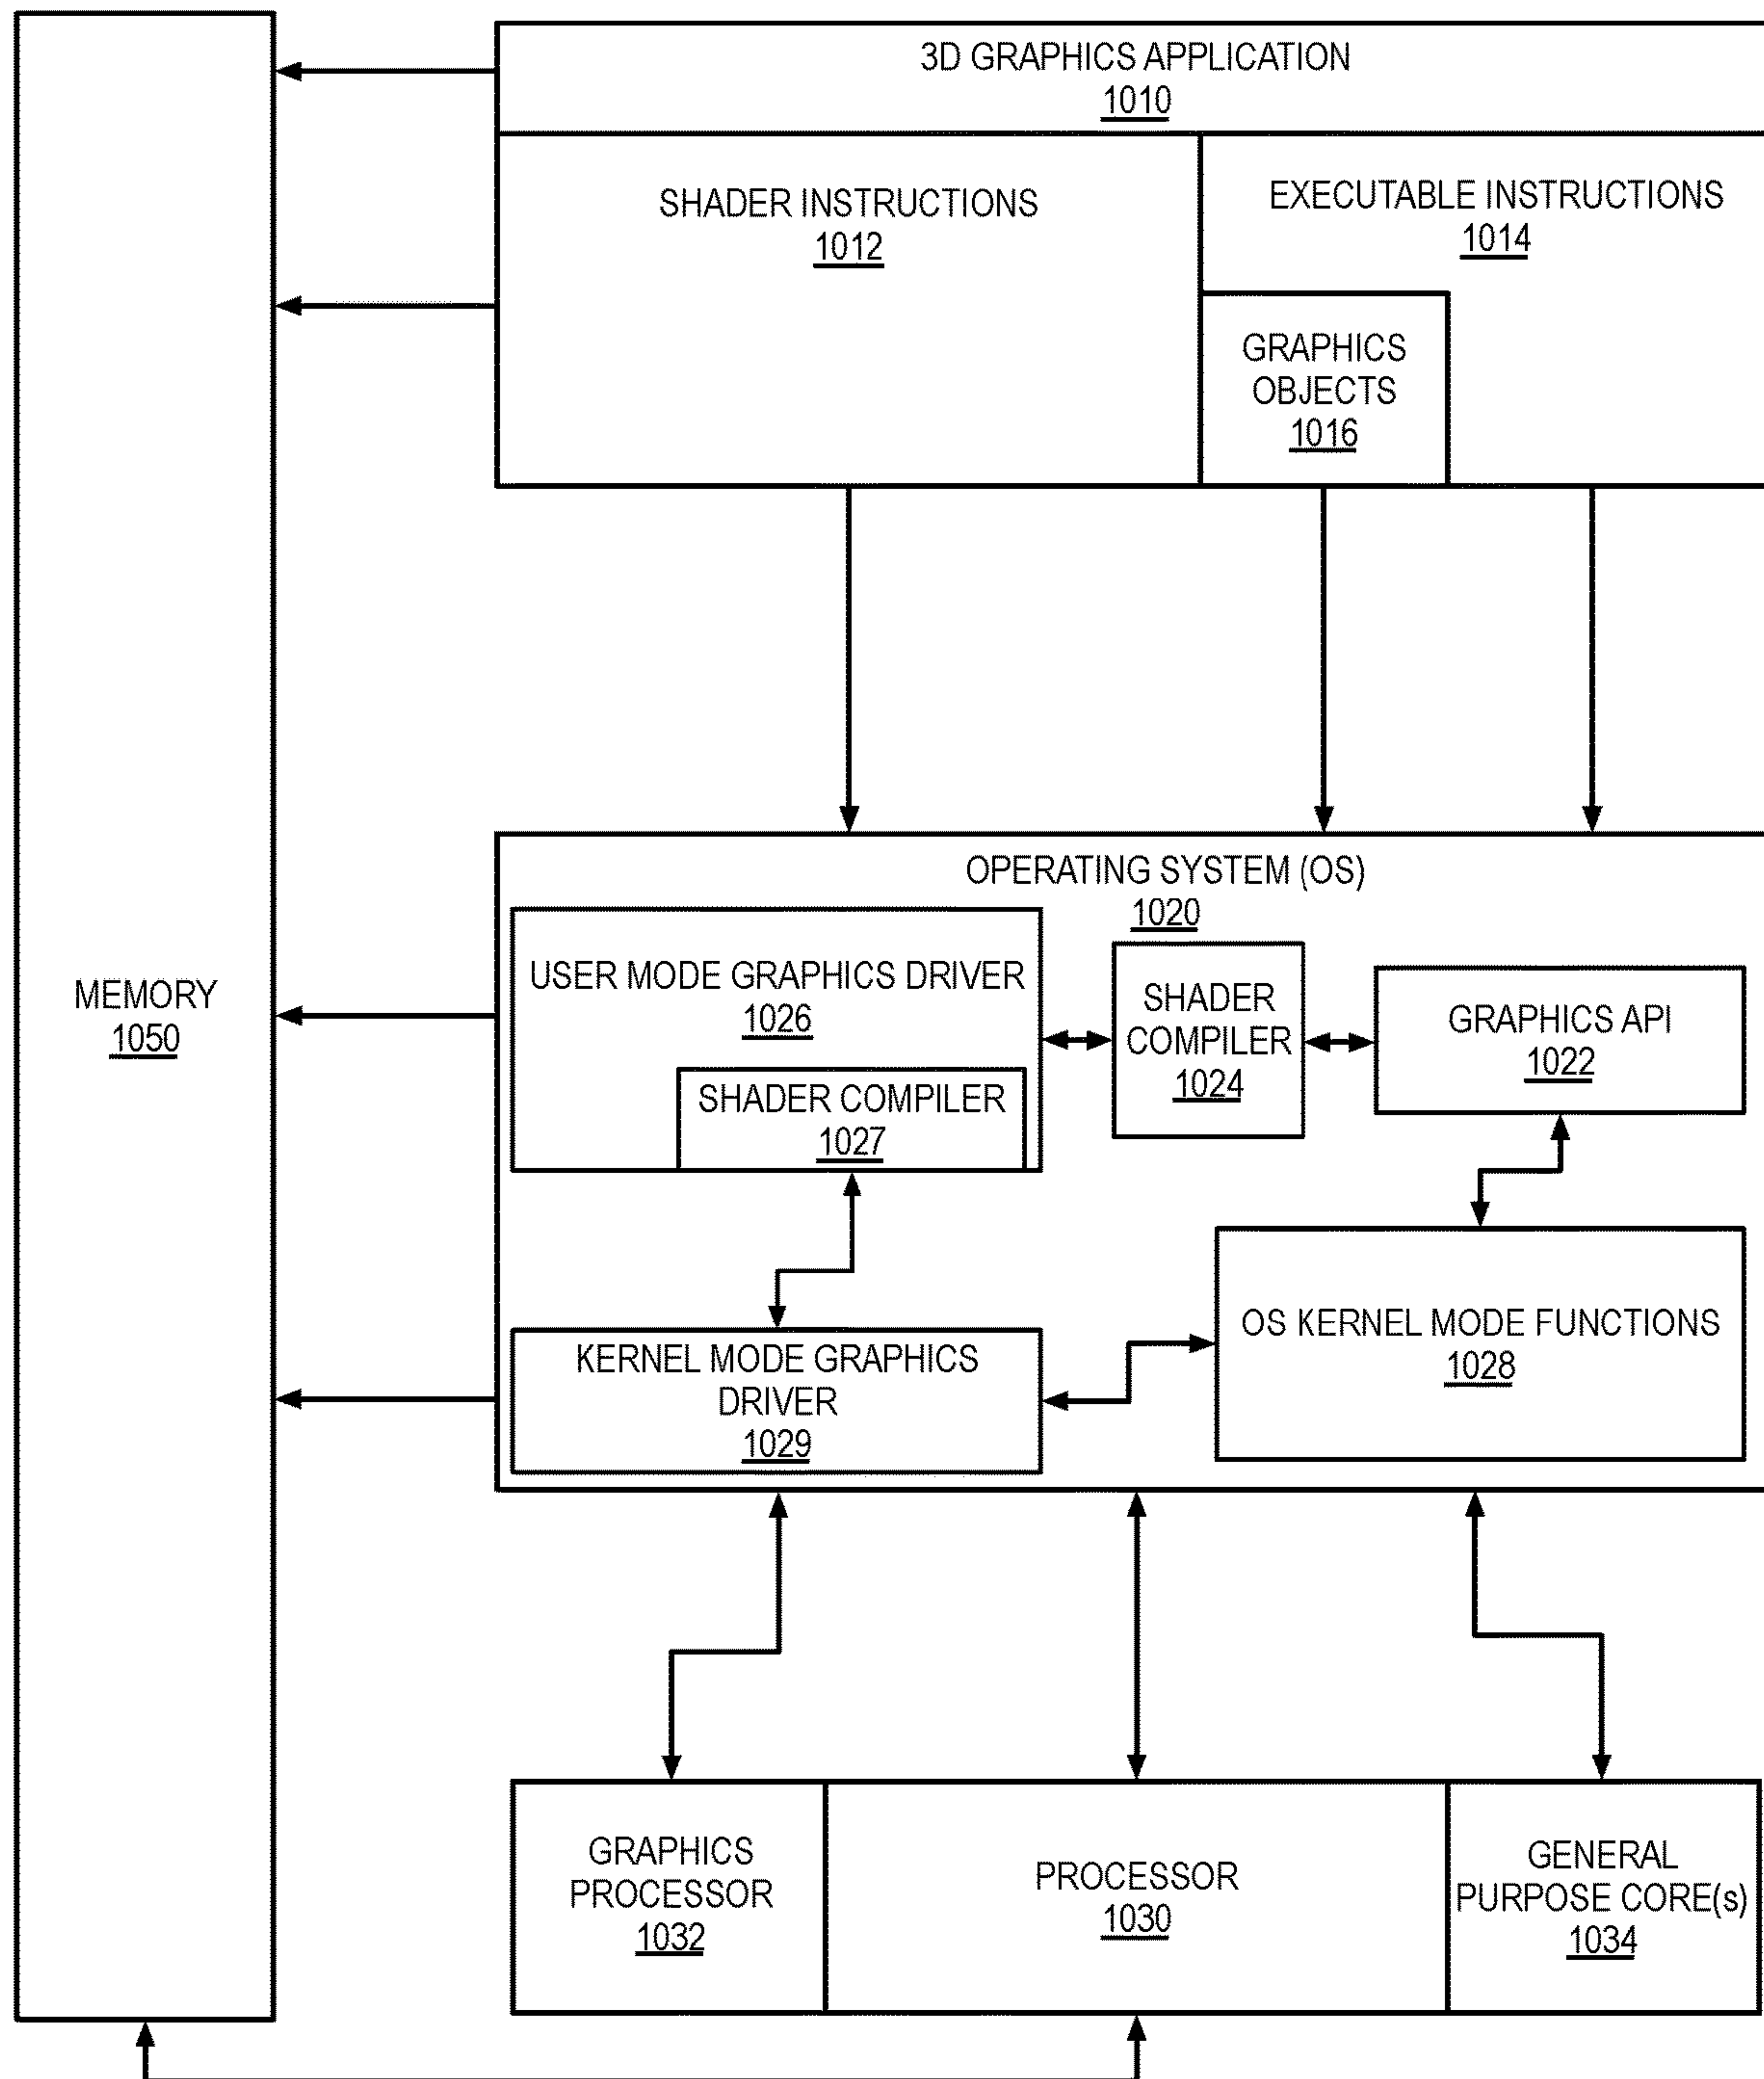 3D GRAPHICS APPLICATION
1010
SHADER INSTRUCTIONS
1012
EXECUTABLE INSTRUCTIONS
1014
GRAPHICS
OBJECTS
1016
MEMORY
1050
OPERATING SYSTEM (OS)
1020
USER MODE GRAPHICS DRIVER
1026
SHADER COMPILER
1027
SHADER
COMPILER
1024
GRAPHICS API
1022
KERNEL MODE GRAPHICS
DRIVER
1029
OS KERNEL MODE FUNCTIONS
1028
GRAPHICS
PROCESSOR
1032
PROCESSOR
1030
GENERAL
PURPOSE CORE(s)
1034